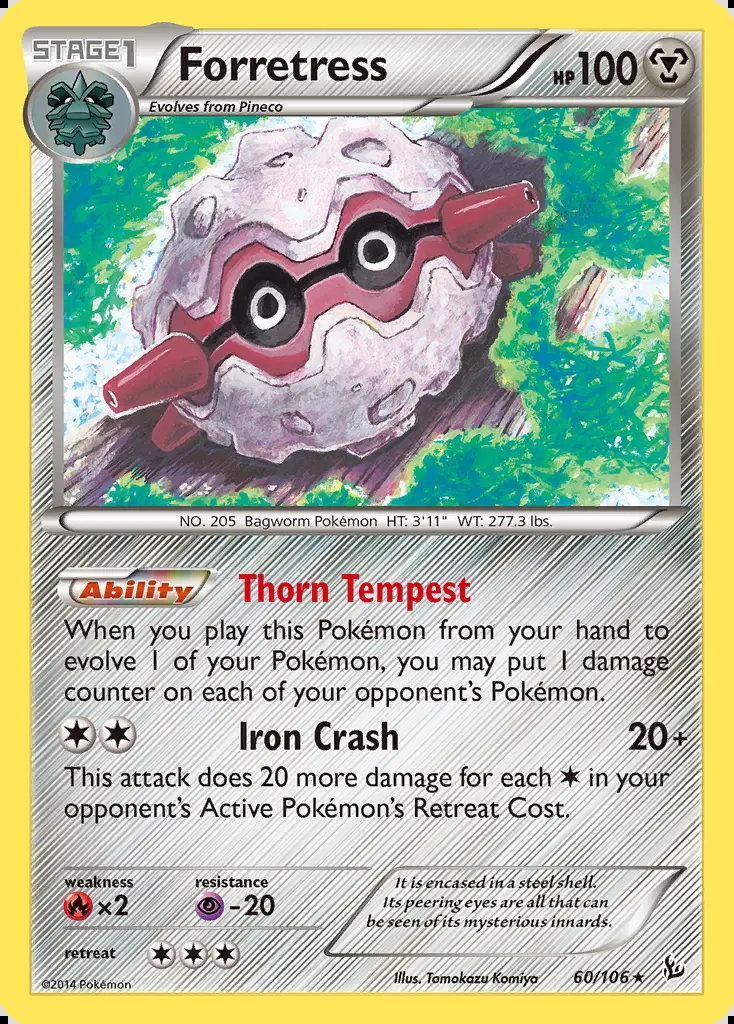 STAGE1
Forretress
HP100
Evolves from Pineco
NO. 205 Bagworm Pokémon HT: 3'11" WT: 277.3 lbs.
Ability Thorn Tempest
When you play this Pokémon from your hand to
evolve 1 of your Pokémon, you may put 1 damage
counter on each of your opponent's Pokémon.
Iron Crash 20+
This attack does 20 more damage for each in your
opponent's Active Pokémon's Retreat Cost.
weakness resistance
×2 -20
It is encased in a steel shell.
Its peering eyes are all that can
be seen of its mysterious innards.
retreat
©2014 Pokémon
Illus. Tomokazu Komiya
60/106★